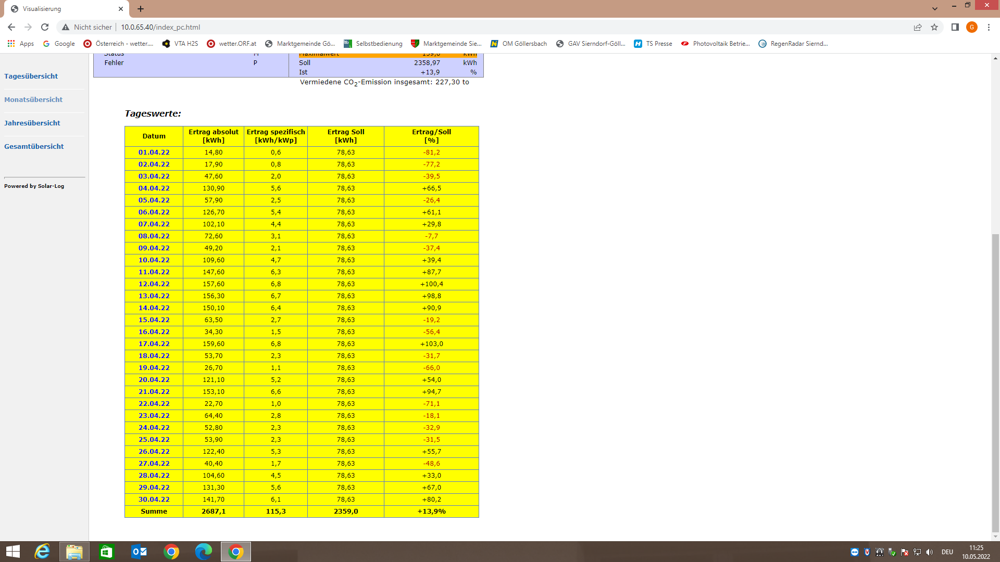 Visualisierung
Nicht sicher 10.0.65.40/index_pc.html
Apps Google Österreich - wetter.... VTA H2S wetter.ORF.at Marktgemeinde Gö... Selbstbedienung Marktgemeinde Sie... OM Göllersbach GAV Sierndorf-Göll... TS Presse Photovoltaik Betrie... RegenRadar Siernd...
Tagesübersicht
Monatsübersicht
Jahresübersicht
Gesamtübersicht
Powered by Solar-Log
Status M Maximalwert 159,6 kWh
Fehler P Soll 2358,97 kWh
Ist +13,9 %
Vermiedene CO2-Emission insgesamt: 227,30 to
Tageswerte:
Datum Ertrag absolut [kWh] Ertrag spezifisch [kWh/kWp] Ertrag Soll [kWh] Ertrag/Soll [%]
01.04.22 14,80 0,6 78,63 -81,2
02.04.22 17,90 0,8 78,63 -77,2
03.04.22 47,60 2,0 78,63 -39,5
04.04.22 130,90 5,6 78,63 +66,5
05.04.22 57,90 2,5 78,63 -26,4
06.04.22 126,70 5,4 78,63 +61,1
07.04.22 102,10 4,4 78,63 +29,8
08.04.22 72,60 3,1 78,63 -7,7
09.04.22 49,20 2,1 78,63 -37,4
10.04.22 109,60 4,7 78,63 +39,4
11.04.22 147,60 6,3 78,63 +87,7
12.04.22 157,60 6,8 78,63 +100,4
13.04.22 156,30 6,7 78,63 +98,8
14.04.22 150,10 6,4 78,63 +90,9
15.04.22 63,50 2,7 78,63 -19,2
16.04.22 34,30 1,5 78,63 -56,4
17.04.22 159,60 6,8 78,63 +103,0
18.04.22 53,70 2,3 78,63 -31,7
19.04.22 26,70 1,1 78,63 -66,0
20.04.22 121,10 5,2 78,63 +54,0
21.04.22 153,10 6,6 78,63 +94,7
22.04.22 22,70 1,0 78,63 -71,1
23.04.22 64,40 2,8 78,63 -18,1
24.04.22 52,80 2,3 78,63 -32,9
25.04.22 53,90 2,3 78,63 -31,5
26.04.22 122,40 5,3 78,63 +55,7
27.04.22 40,40 1,7 78,63 -48,6
28.04.22 104,60 4,5 78,63 +33,0
29.04.22 131,30 5,6 78,63 +67,0
30.04.22 141,70 6,1 78,63 +80,2
Summe 2687,1 115,3 2359,0 +13,9%
DEU 11:25
10.05.2022